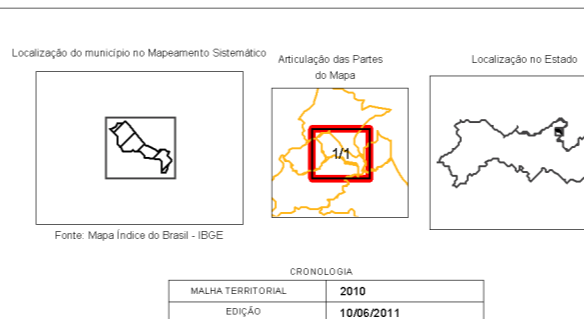 Localização do município no Mapeamento Sistemático
Articulação das Partes
do Mapa
Localização no Estado
1/1
Fonte: Mapa Índice do Brasil - IBGE
CRONOLOGIA
MALHA TERRITORIAL 2010
EDIÇÃO 10/06/2011